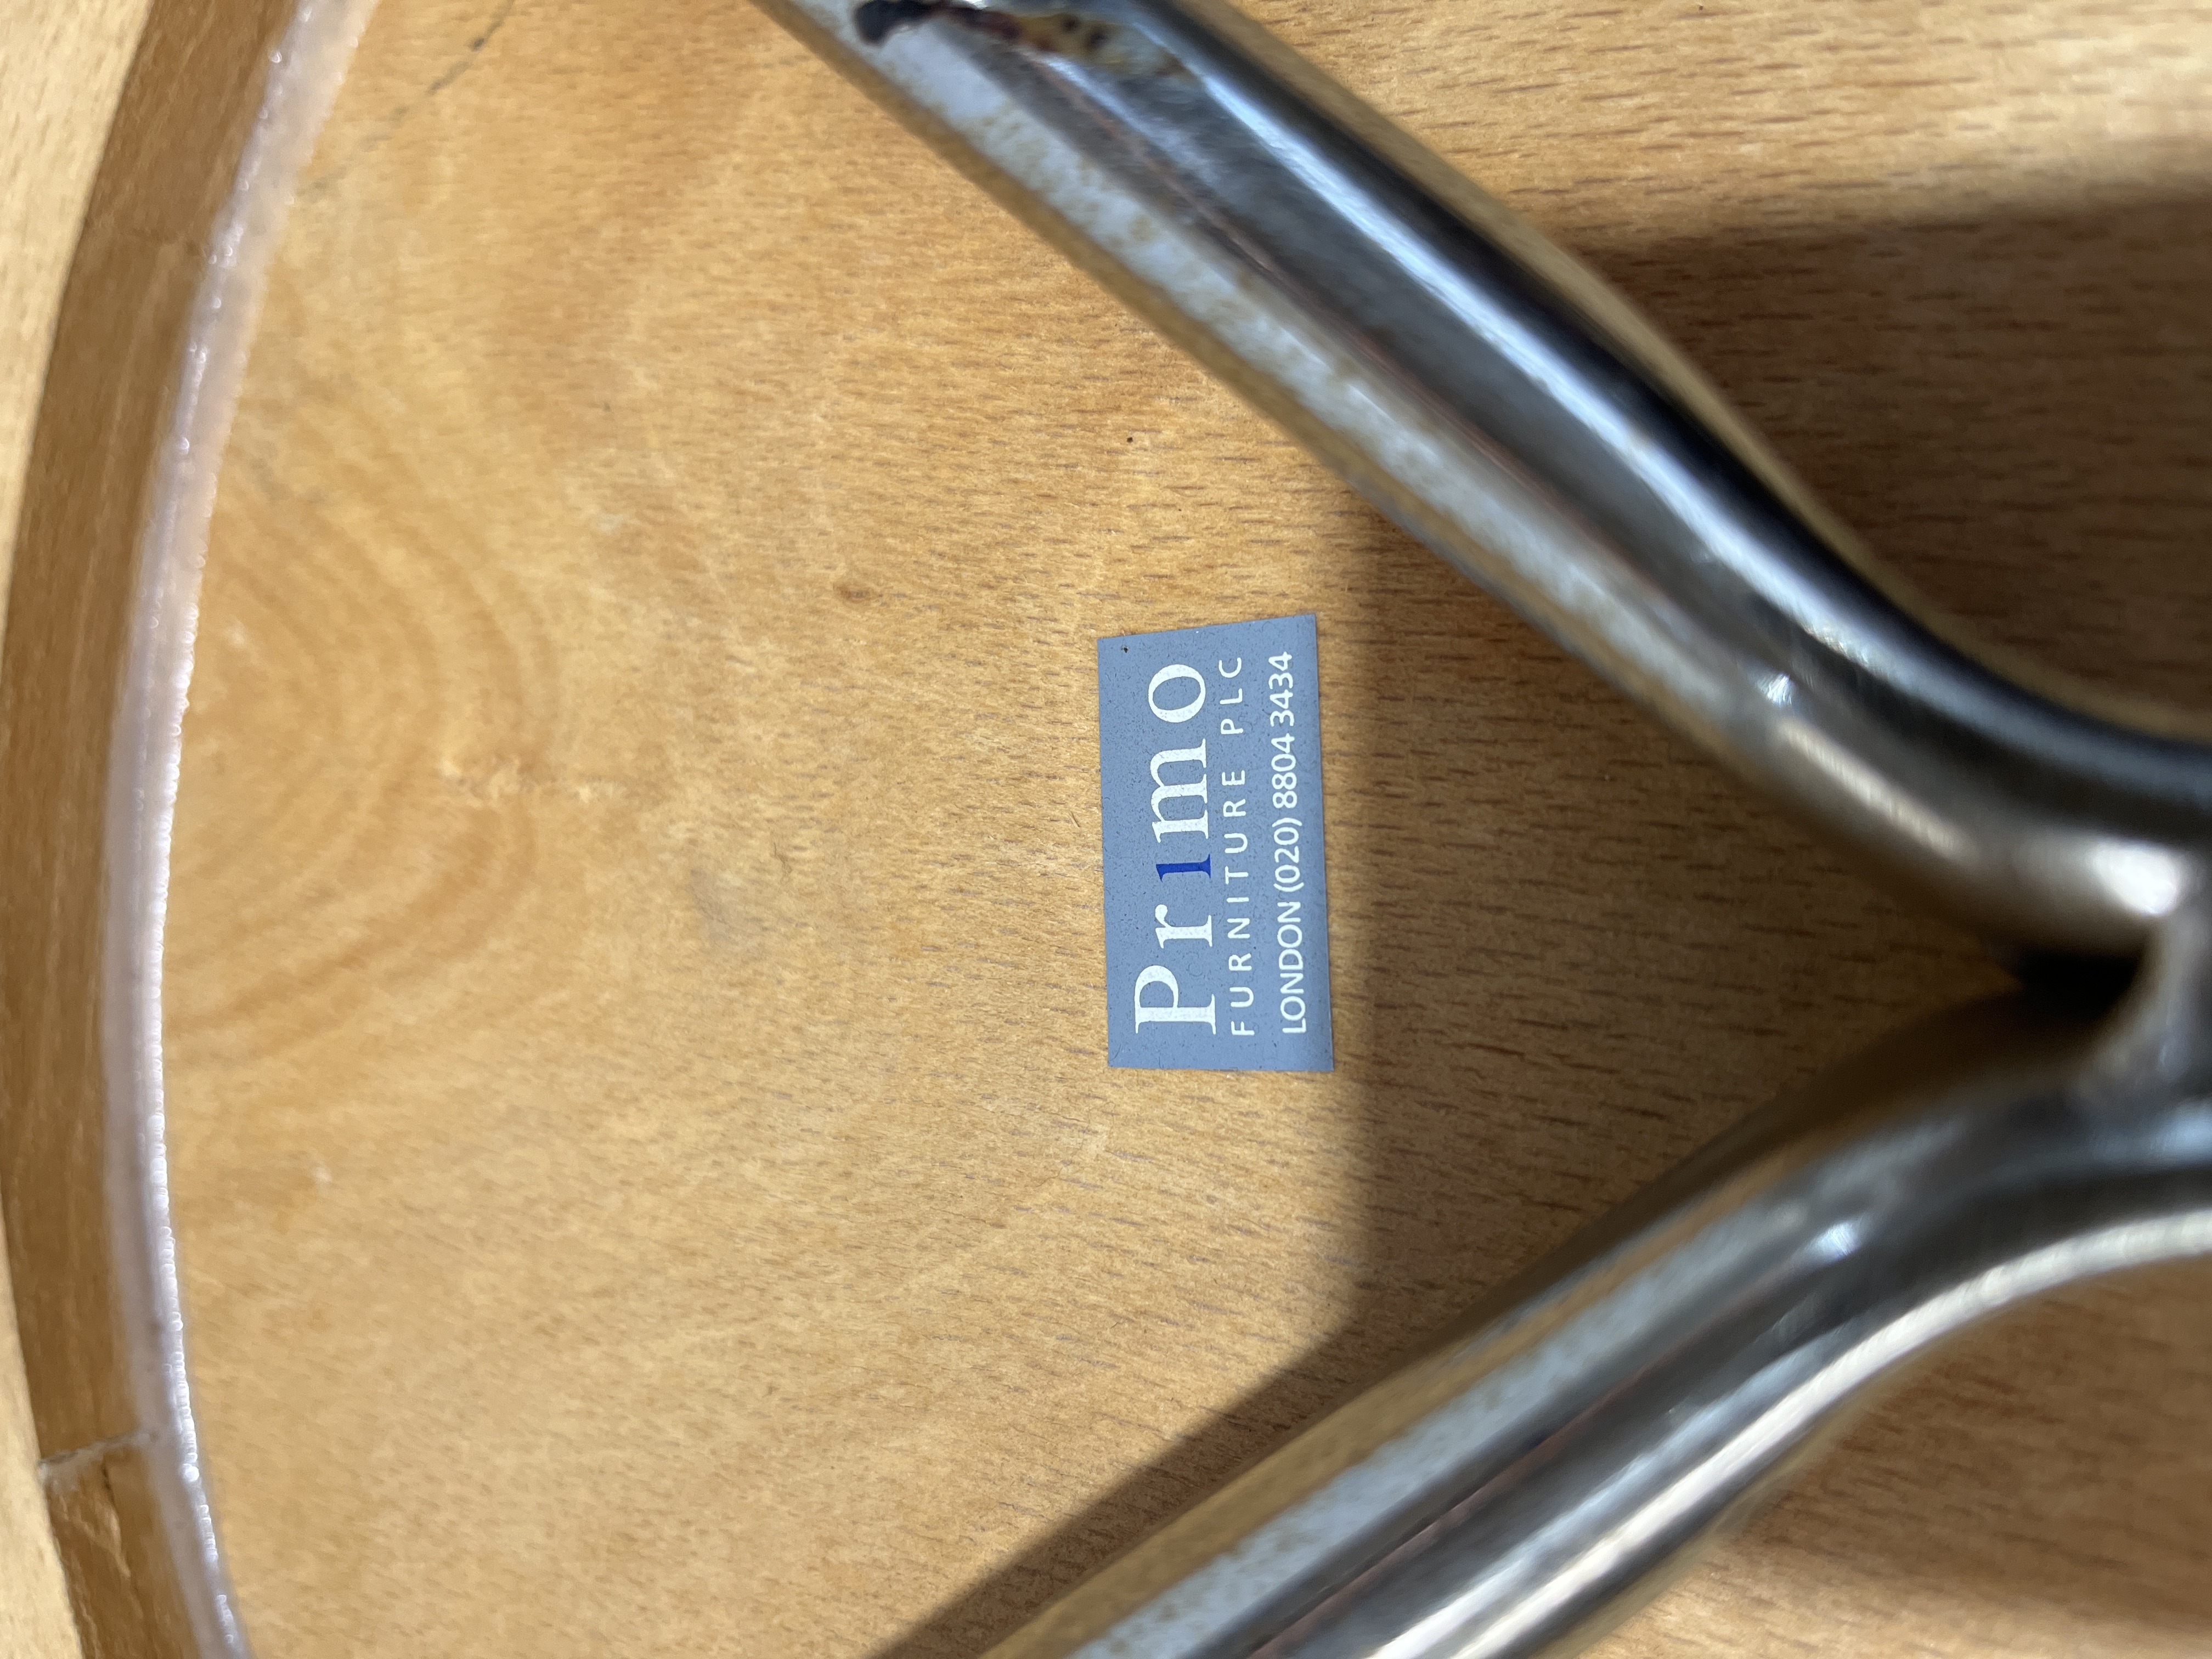 Primo
FURNITURE PLC
LONDON (020) 8804 3434